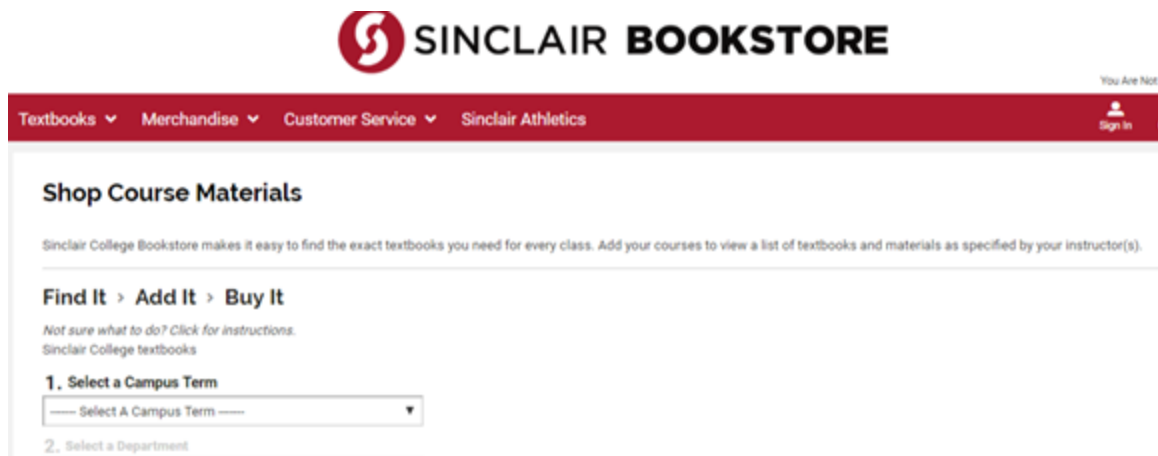 SINCLAIR BOOKSTORE
You Are Not
Textbooks Merchandise Customer Service Sinclair Athletics
Sign In
Shop Course Materials
Sinclair College Bookstore makes it easy to find the exact textbooks you need for every class. Add your courses to view a list of textbooks and materials as specified by your instructor(s).
Find It > Add It > Buy It
Not sure what to do? Click for instructions.
Sinclair College textbooks
1. Select a Campus Term
------ Select A Campus Term ------
2. Select a Department